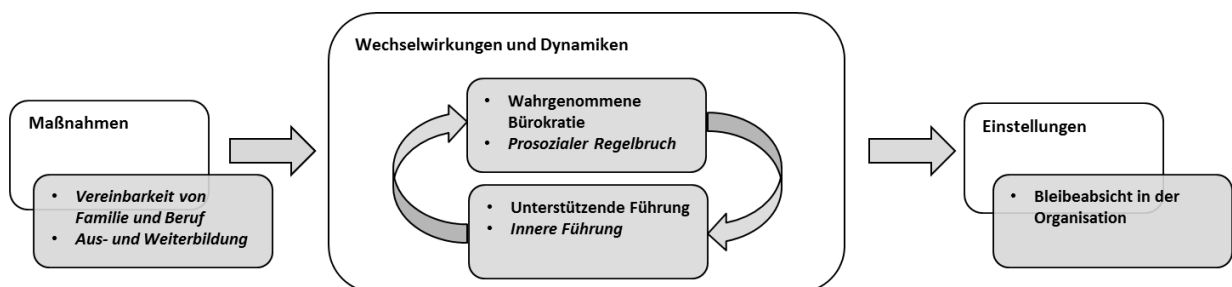 Maßnahmen
• Vereinbarkeit von
Familie und Beruf
• Aus- und Weiterbildung
Wechselwirkungen und Dynamiken
• Wahrgenommene
Bürokratie
• Prosozialer Regelbruch
• Unterstützende Führung
• Innere Führung
Einstellungen
• Bleibeabsicht in der
Organisation